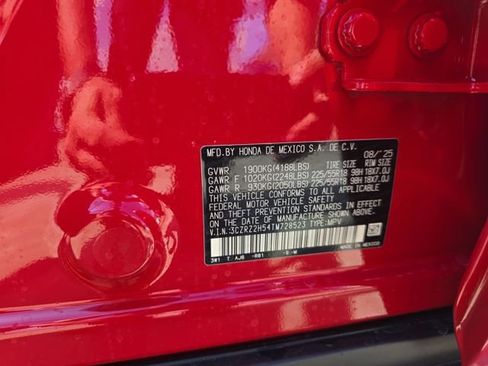 MFD.BY HONDA DE MEXICO S.A. DE C.V. 08/'25
GVWR 1900KG(4188LBS) TIRE SIZE RIM SIZE
GAWR F 1020KG(2248LBS) 225/55R18 98H 18X7.0J
GAWR R 930KG(2050LBS) 225/55R18 98H 18X7.0J
THIS VEHICLE CONFORMS TO ALL APPLICABLE
FEDERAL MOTOR VEHICLE SAFETY STANDARDS IN EFFECT
ON THE DATE OF MANUFACTURE SHOWN ABOVE.
V.I.N.:3CZRZ2H54TM728523 TYPE:MPV
MADE IN MEXICO